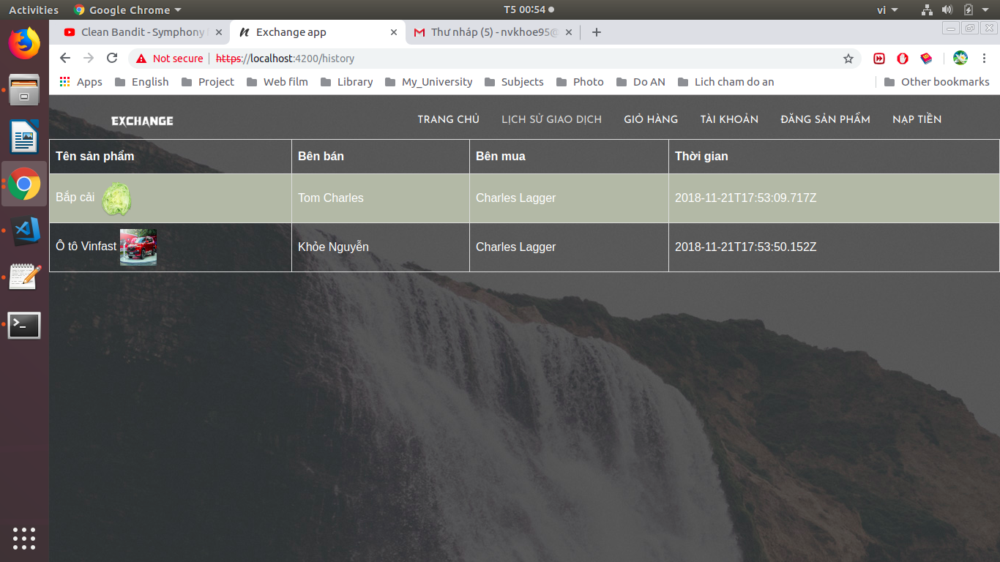 Activities Google Chrome T5 00:54 vi
Clean Bandit - Symphony Exchange app Thư nháp (5) - nvkhoe95@
Not secure https://localhost:4200/history
Apps English Project Web film Library My_University Subjects Photo Do AN Lich cham do an Other bookmarks
EXCHANGE TRANG CHỦ LỊCH SỬ GIAO DỊCH GIỎ HÀNG TÀI KHOẢN ĐĂNG SẢN PHẨM NẠP TIỀN
Tên sản phẩm Bên bán Bên mua Thời gian
Bắp cải Tom Charles Charles Lagger 2018-11-21T17:53:09.717Z
Ô tô Vinfast Khỏe Nguyễn Charles Lagger 2018-11-21T17:53:50.152Z